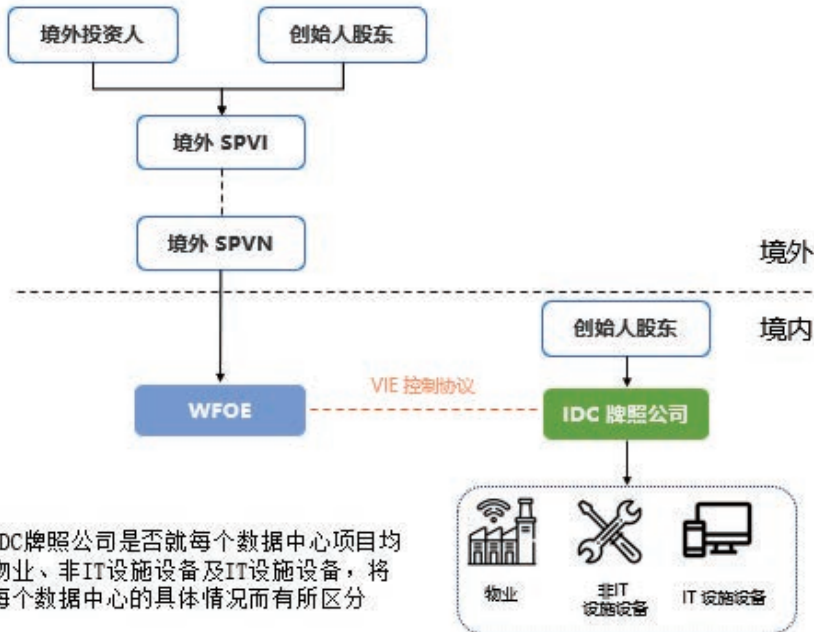 境外投资人
创始人股东
境外 SPVI
境外 SPVN
境外
创始人股东
境内
VIE 控制协议
WFOE
IDC 牌照公司
DC牌照公司是否就每个数据中心项目均
物业、非IT设施设备及IT设施设备，将
每个数据中心的具体情况而有所区分
物业
非IT
设施设备
IT 设施设备